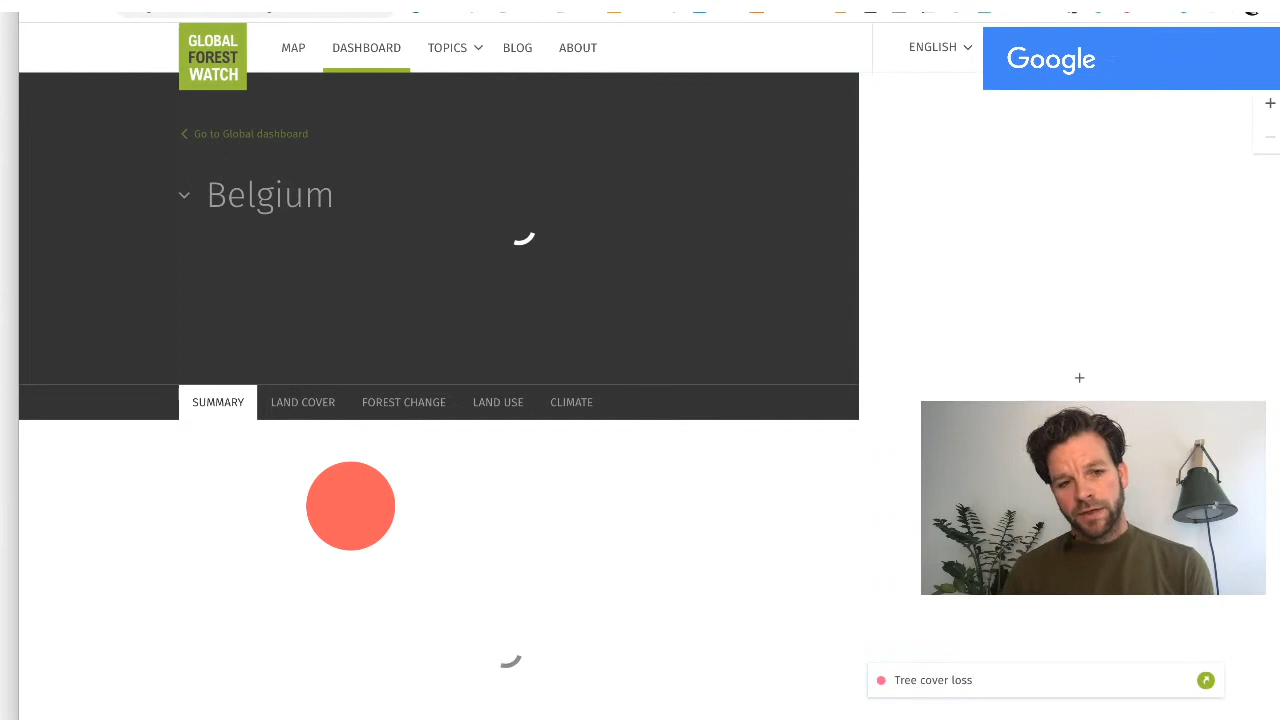 GLOBAL
FOREST
WATCH
MAP
DASHBOARD
TOPICS
BLOG
ABOUT
ENGLISH
Google
Go to Global dashboard
Belgium
SUMMARY
LAND COVER
FOREST CHANGE
LAND USE
CLIMATE
Tree cover loss